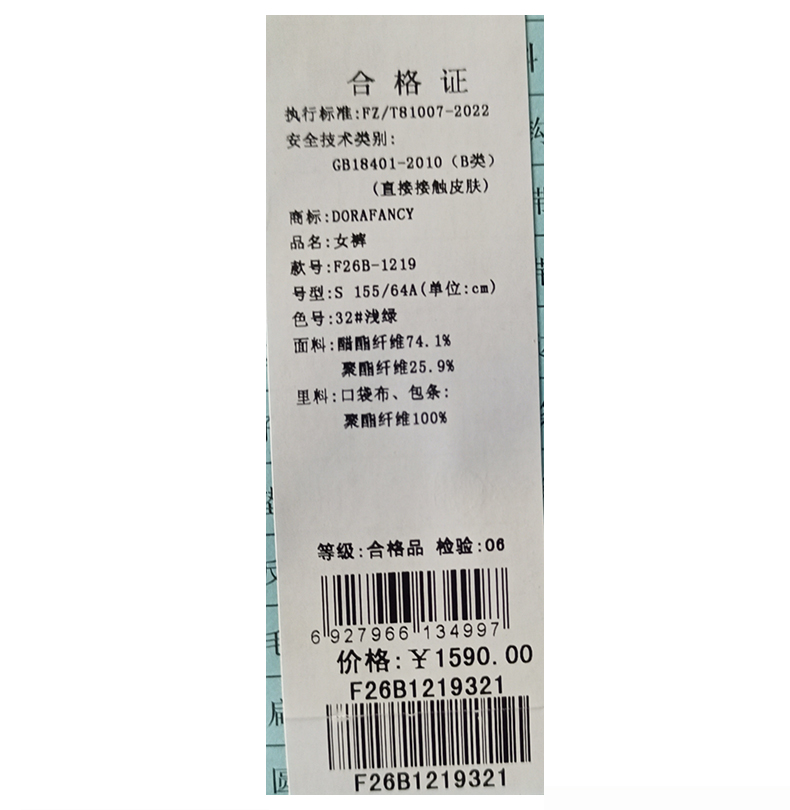 合格证
执行标准:FZ/T81007-2022
安全技术类别:
GB18401-2010（B类）
(直接接触皮肤)
商标:DORAFANCY
品名:女裤
款号:F26B-1219
号型:S 155/64A(单位:cm)
色号:32#浅绿
面料:醋酯纤维74.1%
聚酯纤维25.9%
里料:口袋布、包条:
聚酯纤维100%
等级:合格品 检验:06
6 927966 134997
价格:¥1590.00
F26B1219321
F26B1219321